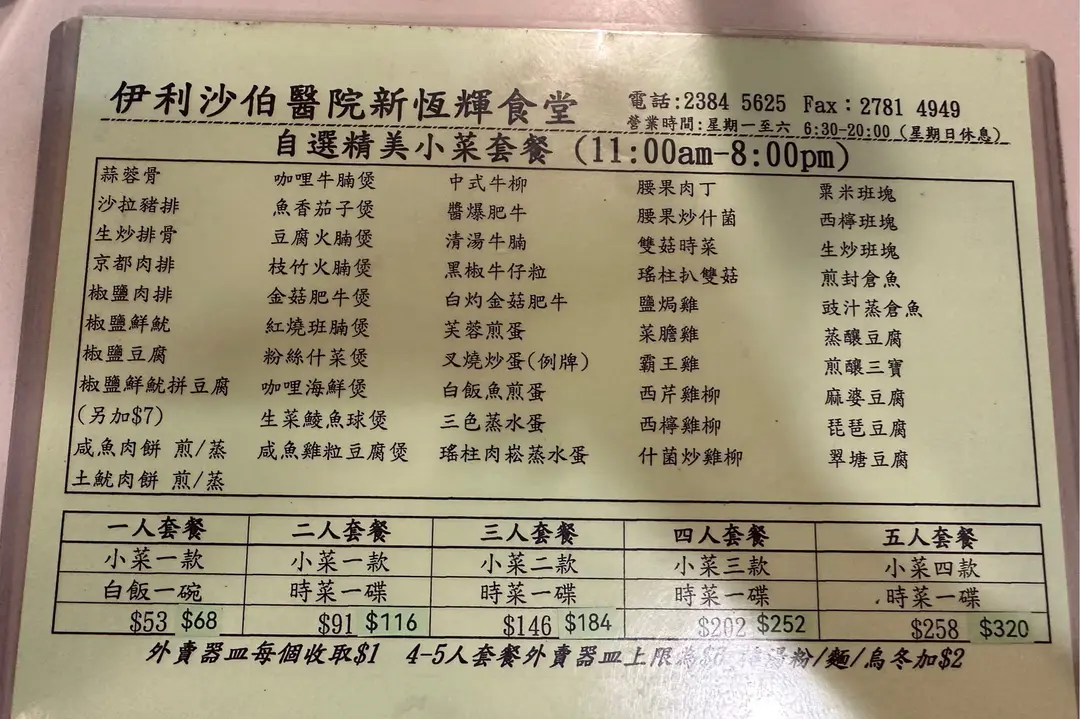 伊利沙伯醫院新恆輝食堂
電話:2384 5625 Fax：2781 4949
營業時間:星期一至六 6:30-20:00 (星期日休息)
自選精美小菜套餐 (11:00am-8:00pm)
蒜蓉骨
沙拉豬排
生炒排骨
京都肉排
椒鹽肉排
椒鹽鮮魷
椒鹽豆腐
椒鹽鮮魷拼豆腐
(另加$7)
咸魚肉餅 煎/蒸
土魷肉餅 煎/蒸
咖哩牛腩煲
魚香茄子煲
豆腐火腩煲
枝竹火腩煲
金菇肥牛煲
紅燒班腩煲
粉絲什菜煲
咖哩海鮮煲
生菜鯪魚球煲
咸魚雞粒豆腐煲
中式牛柳
醬爆肥牛
清湯牛腩
黑椒牛仔粒
白灼金菇肥牛
芙蓉煎蛋
叉燒炒蛋(例牌)
白飯魚煎蛋
三色蒸水蛋
瑤柱肉崧蒸水蛋
腰果肉丁
腰果炒什菌
雙菇時菜
瑤柱扒雙菇
鹽焗雞
菜膽雞
霸王雞
西芹雞柳
西檸雞柳
什菌炒雞柳
粟米班塊
西檸班塊
生炒班塊
煎封倉魚
豉汁蒸倉魚
蒸釀豆腐
煎釀三寶
麻婆豆腐
琵琶豆腐
翠塘豆腐
一人套餐 二人套餐 三人套餐 四人套餐 五人套餐
小菜一款 小菜一款 小菜二款 小菜三款 小菜四款
白飯一碗 時菜一碟 時菜一碟 時菜一碟 時菜一碟
$53 $68 $91 $116 $146 $184 $202 $252 $258 $320
外賣器皿每個收取$1 4-5人套餐外賣器皿上限為$6 湯粉/麵/烏冬加$2